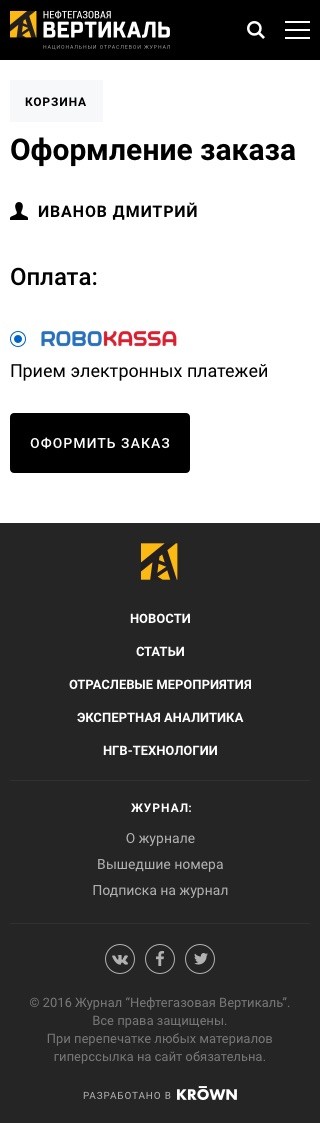 НЕФТЕГАЗОВАЯ
ВЕРТИКАЛЬ
НАЦИОНАЛЬНЫЙ ОТРАСЛЕВОЙ ЖУРНАЛ
КОРЗИНА
Оформление заказа
ИВАНОВ ДМИТРИЙ
Оплата:
ROBOKASSA
Прием электронных платежей
ОФОРМИТЬ ЗАКАЗ
НОВОСТИ
СТАТЬИ
ОТРАСЛЕВЫЕ МЕРОПРИЯТИЯ
ЭКСПЕРТНАЯ АНАЛИТИКА
НГВ-ТЕХНОЛОГИИ
ЖУРНАЛ:
О журнале
Вышедшие номера
Подписка на журнал
© 2016 Журнал “Нефтегазовая Вертикаль”.
Все права защищены.
При перепечатке любых материалов
гиперссылка на сайт обязательна.
РАЗРАБОТАНО В KRŌWN